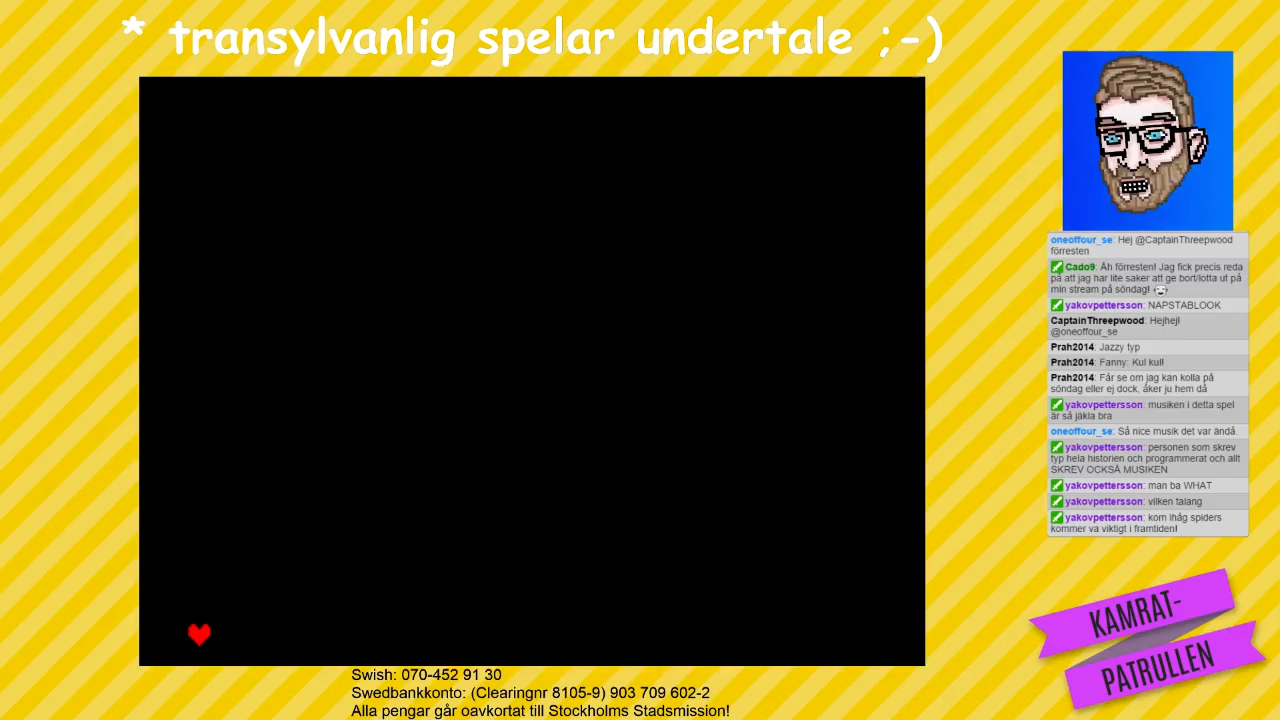 * transylvanlig spelar undertale ;-)
oneoffour_se: Hej @CaptainThreepwood
förresten
Cado9: Åh förresten! Jag fick precis reda
på att jag har lite saker att ge bort/lotta ut på
min stream på söndag!
yakovpettersson: NAPSTABLOOK
CaptainThreepwood: Hejhej!
@oneoffour_se
Prah2014: Jazzy typ
Prah2014: Fanny: Kul kul!
Prah2014: Får se om jag kan kolla på
söndag eller ej dock, åker ju hem då
yakovpettersson: musiken i detta spel
är så jäkla bra
oneoffour_se: Så nice musik det var ändå.
yakovpettersson: personen som skrev
typ hela historien och programmerat och allt
SKREV OCKSÅ MUSIKEN
yakovpettersson: man ba WHAT
yakovpettersson: vilken talang
yakovpettersson: kom ihåg spiders
kommer va viktigt i framtiden!
KAMRAT-
PATRULLEN
Swish: 070-452 91 30
Swedbankkonto: (Clearingnr 8105-9) 903 709 602-2
Alla pengar går oavkortat till Stockholms Stadsmission!